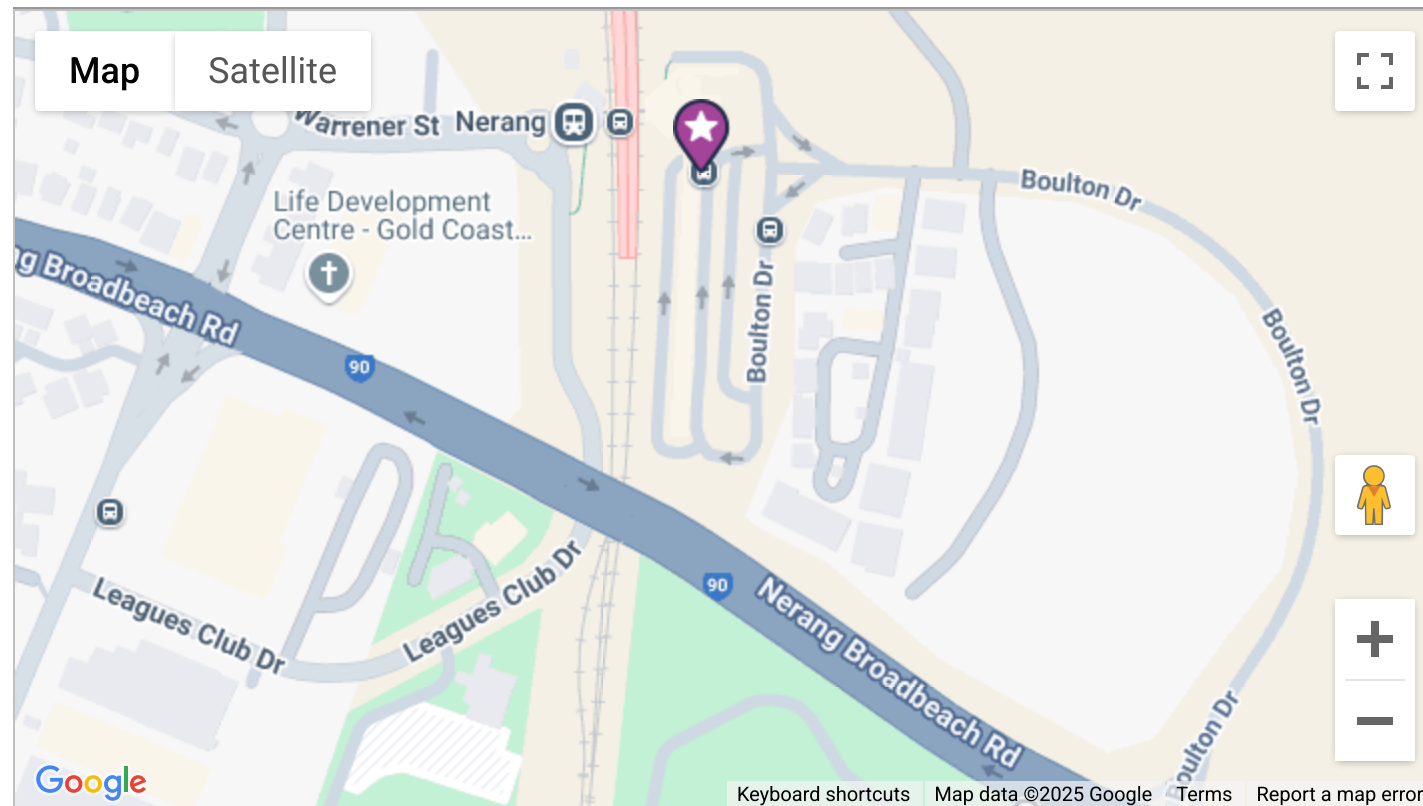 Map
Satellite
Warrener St
Nerang
Life Development
Centre - Gold Coast...
Boulton Dr
ng Broadbeach Rd
90
Boulton Dr
Boulton Dr
90
Nerang Broadbeach Rd
Leagues Club Dr
Leagues Club Dr
Boulton Dr
Google
Keyboard shortcuts
Map data ©2025 Google
Terms
Report a map error